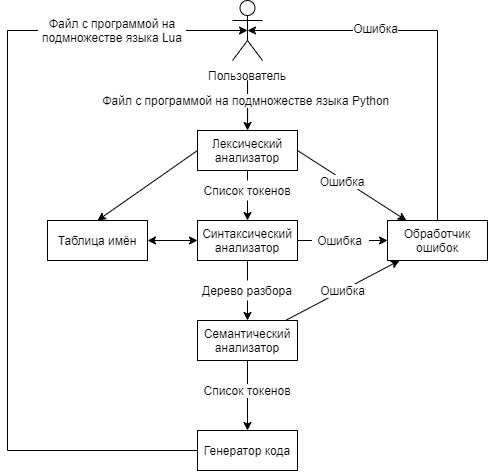 Файл с программой на
подмножестве языка Lua
Ошибка
Пользователь
Файл с программой на подмножестве языка Python
Лексический
анализатор
Ошибка
Список токенов
Таблица имён
Синтаксический
анализатор
Ошибка
Обработчик
ошибок
Дерево разбора
Ошибка
Семантический
анализатор
Список токенов
Генератор кода